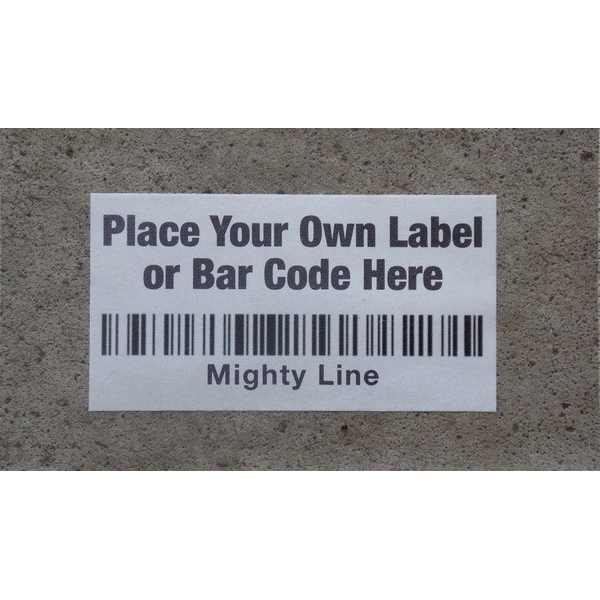 Place Your Own Label
or Bar Code Here
Mighty Line